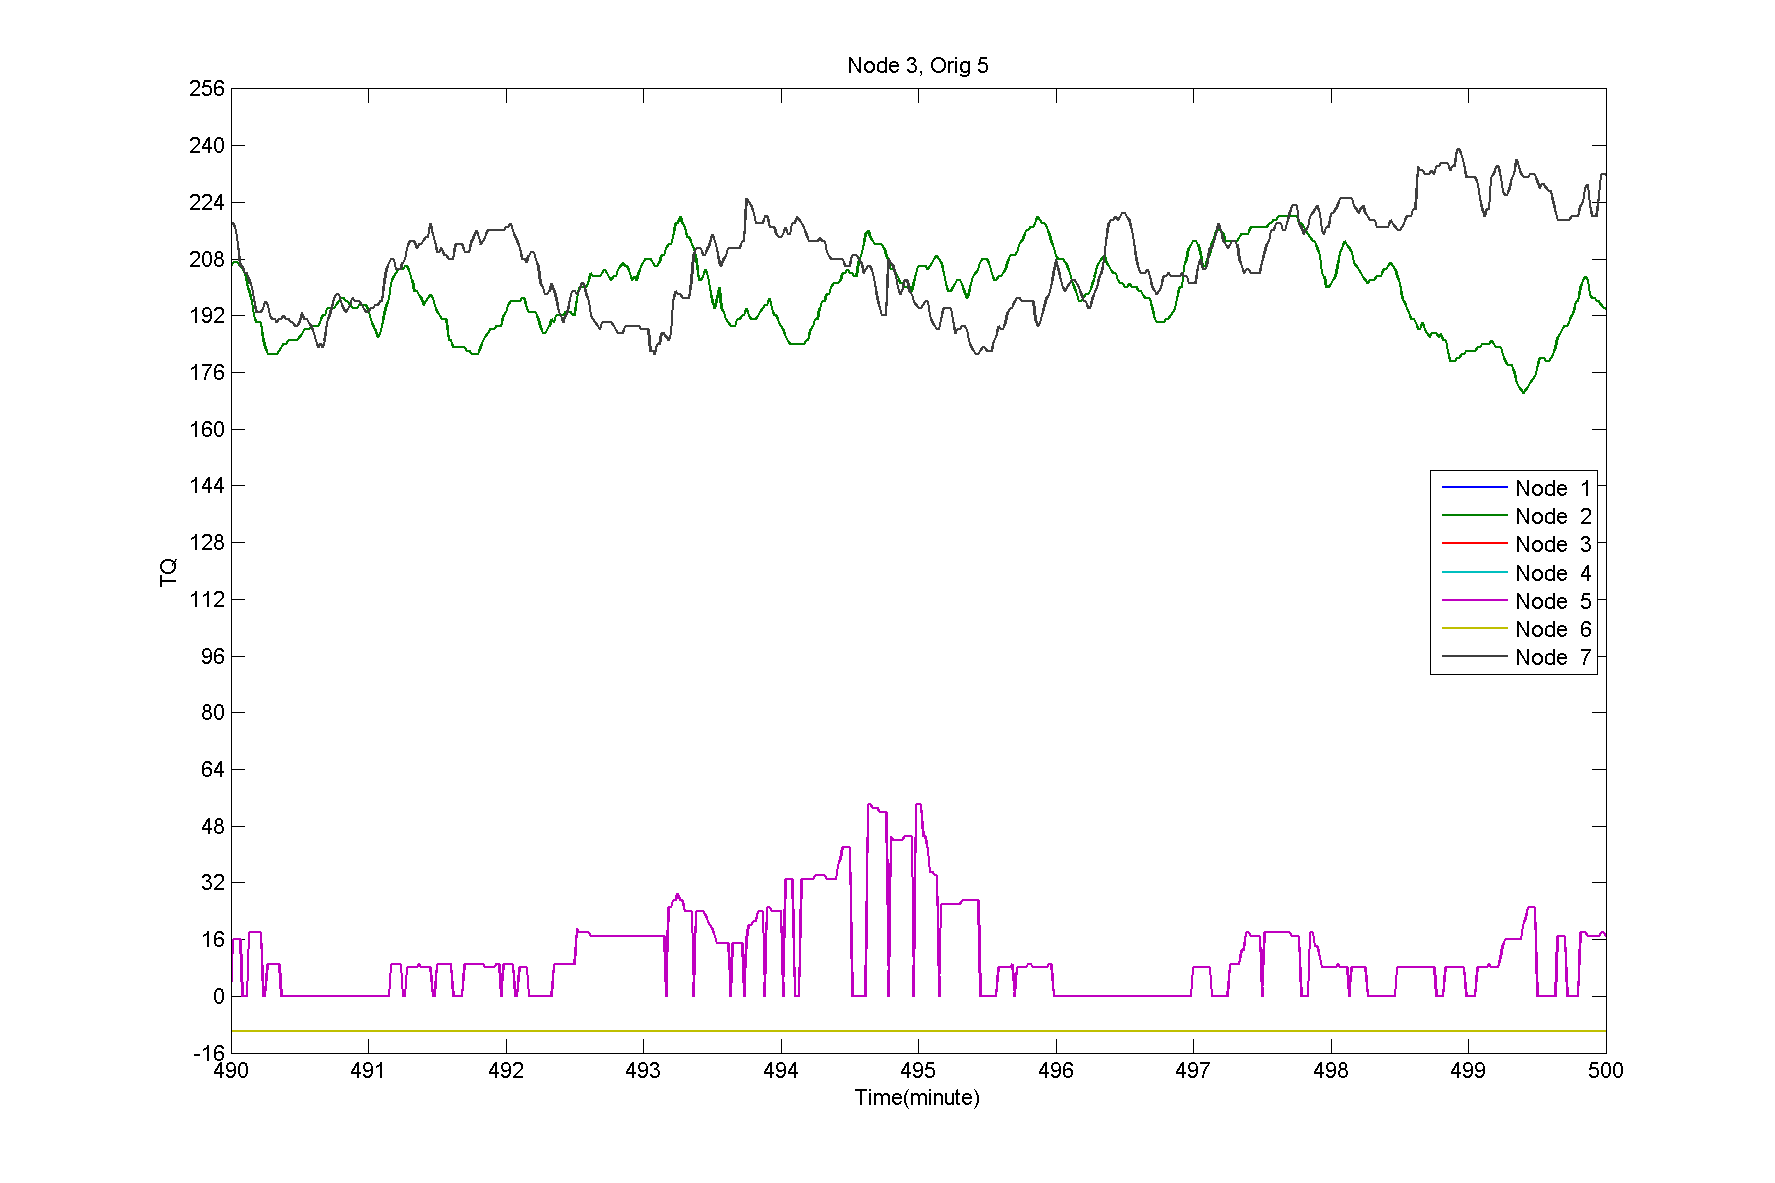 Node 3, Orig 5
256
240
224
208
192
176
160
144
128
112
96
80
64
48
32
16
0
-16
TQ
Node 1
Node 2
Node 3
Node 4
Node 5
Node 6
Node 7
490 491 492 493 494 495 496 497 498 499 500
Time(minute)